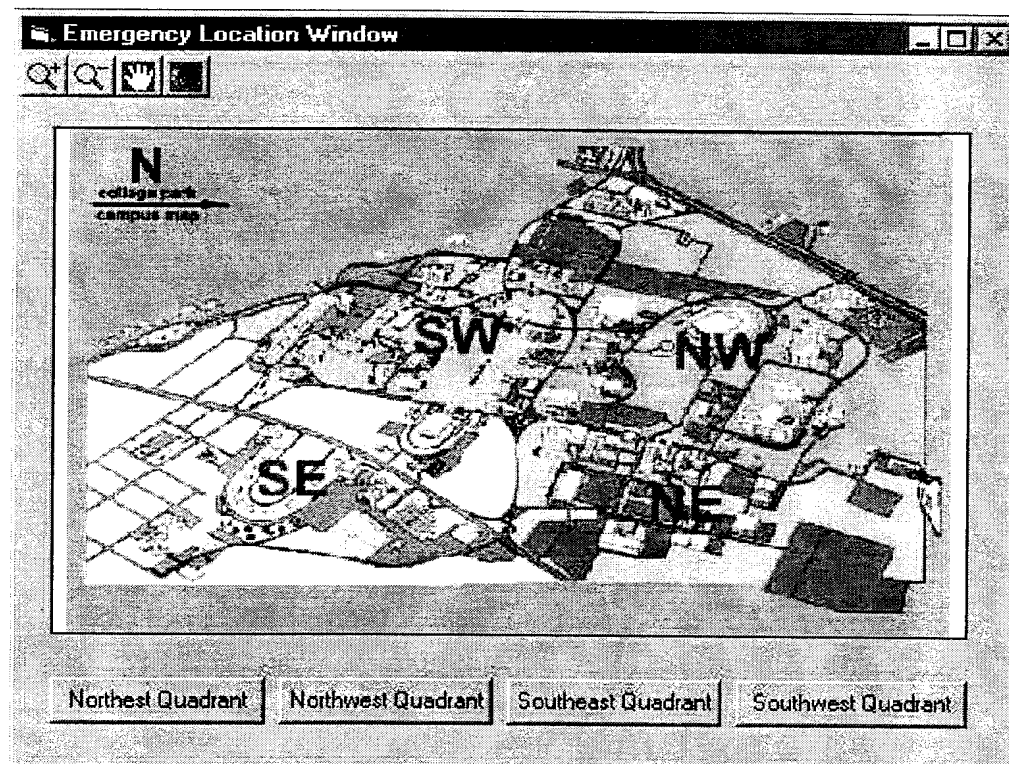 Emergency Location Window
N
college park
campus map
SW
NW
SE
NE
Northest Quadrant
Northwest Quadrant
Southeast Quadrant
Southwest Quadrant